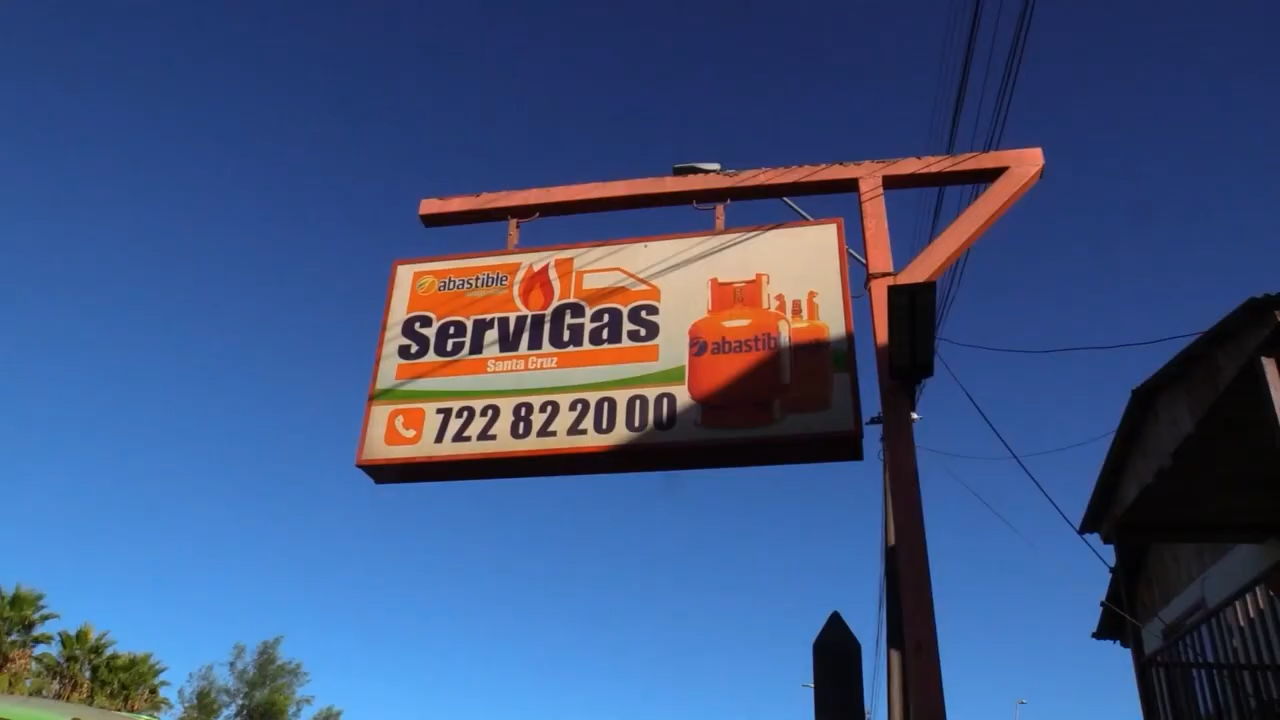 abastible
ServiGas
Santa Cruz
722 82 20 00
abastib